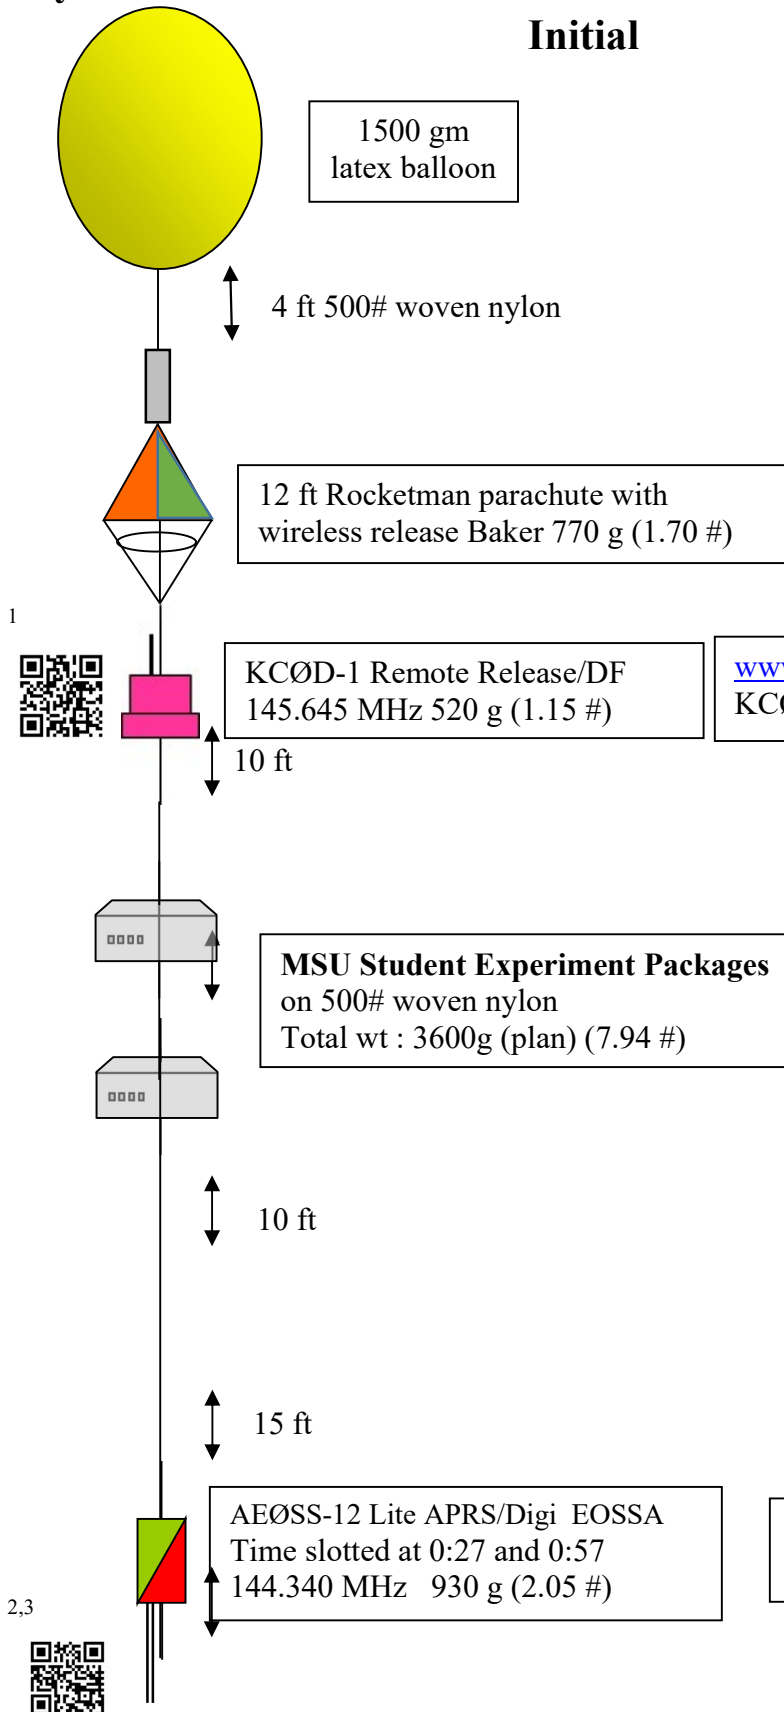 Initial
1500 gm
latex balloon
4 ft 500# woven nylon
12 ft Rocketman parachute with
wireless release Baker 770 g (1.70 #)
1
KCØD-1 Remote Release/DF
145.645 MHz 520 g (1.15 #)
10 ft
MSU Student Experiment Packages
on 500# woven nylon
Total wt : 3600g (plan) (7.94 #)
10 ft
15 ft
AEØSS-12 Lite APRS/Digi EOSSA
Time slotted at 0:27 and 0:57
144.340 MHz 930 g (2.05 #)
2,3